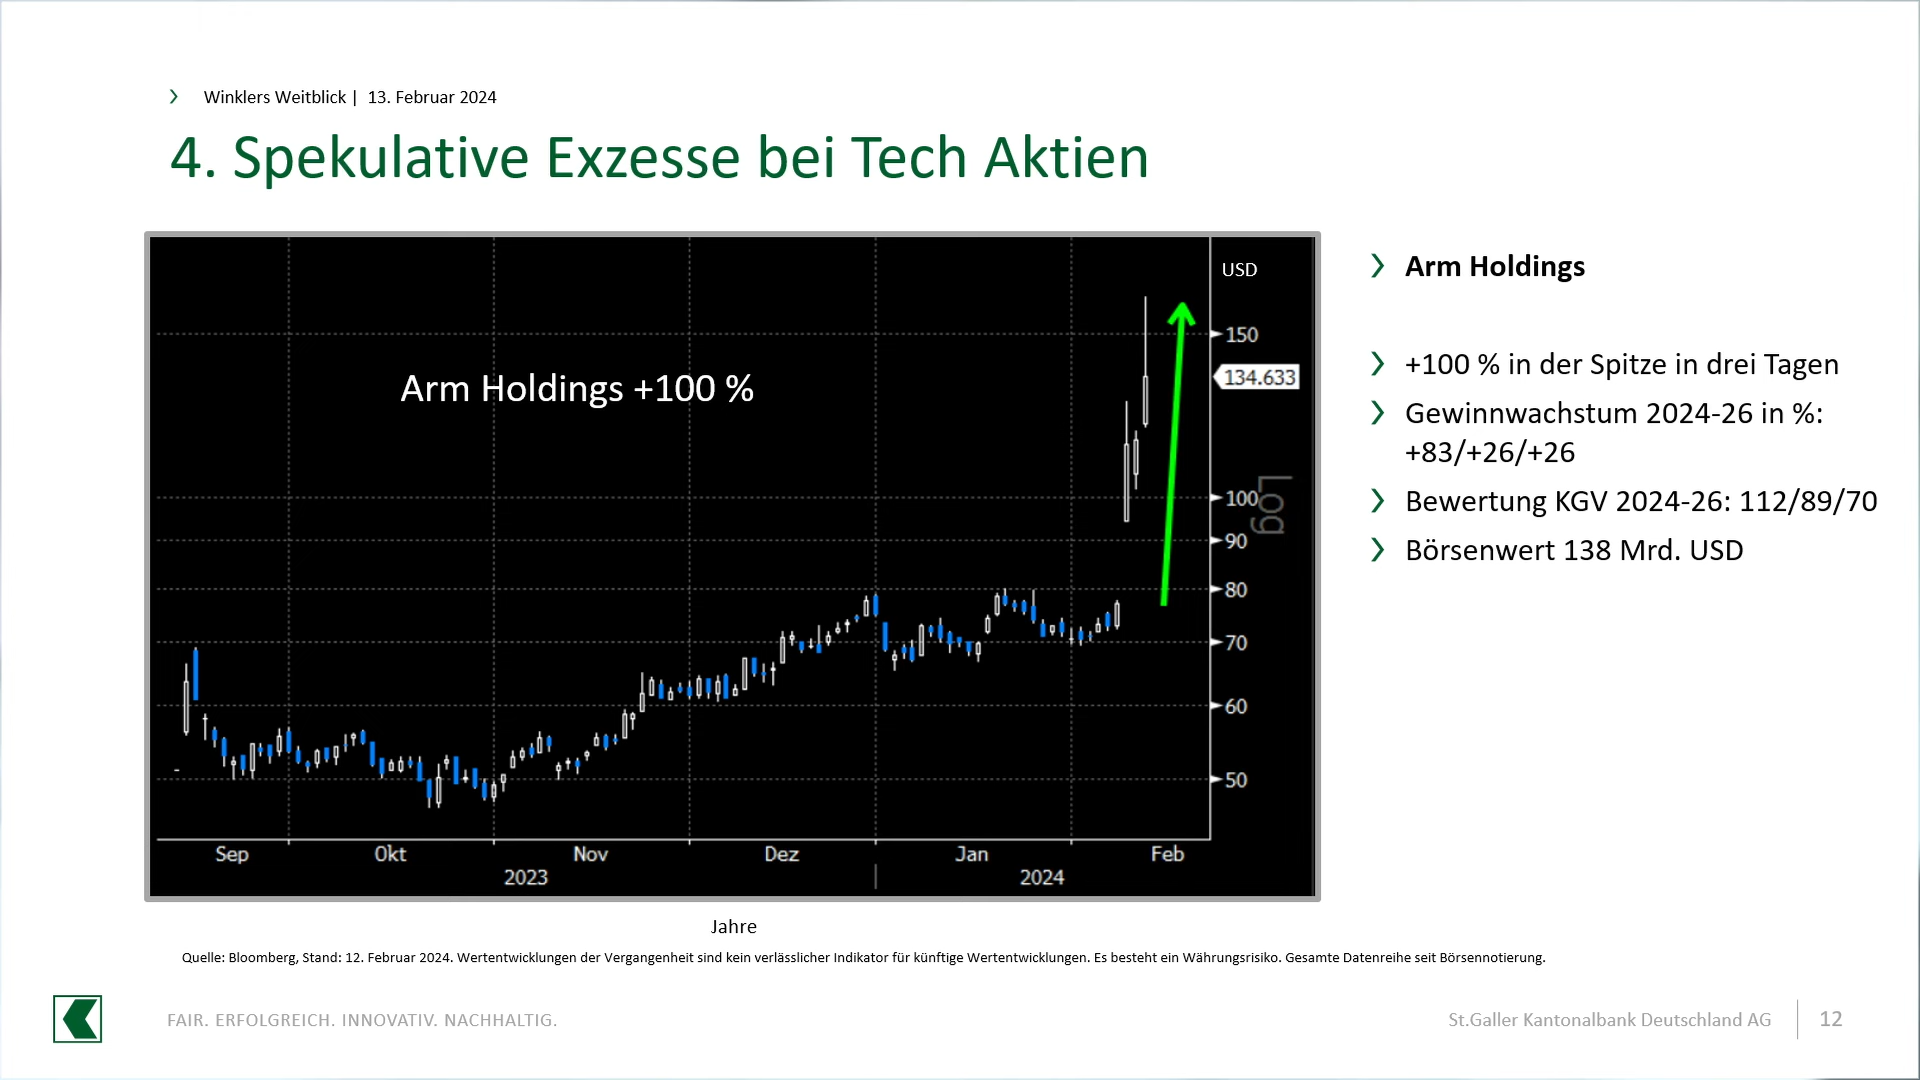 Winklers Weitblick | 13. Februar 2024
4. Spekulative Exzesse bei Tech Aktien
USD
150
134.633
Arm Holdings +100 %
100
Log
90
80
70
60
50
Sep Okt Nov Dez Jan Feb
2023 2024
Jahre
Arm Holdings
+100 % in der Spitze in drei Tagen
Gewinnwachstum 2024-26 in %:
+83/+26/+26
Bewertung KGV 2024-26: 112/89/70
Börsenwert 138 Mrd. USD
Quelle: Bloomberg, Stand: 12. Februar 2024. Wertentwicklungen der Vergangenheit sind kein verlässlicher Indikator für künftige Wertentwicklungen. Es besteht ein Währungsrisiko. Gesamte Datenreihe seit Börsennotierung.
FAIR. ERFOLGREICH. INNOVATIV. NACHHALTIG.
St.Galler Kantonalbank Deutschland AG 12